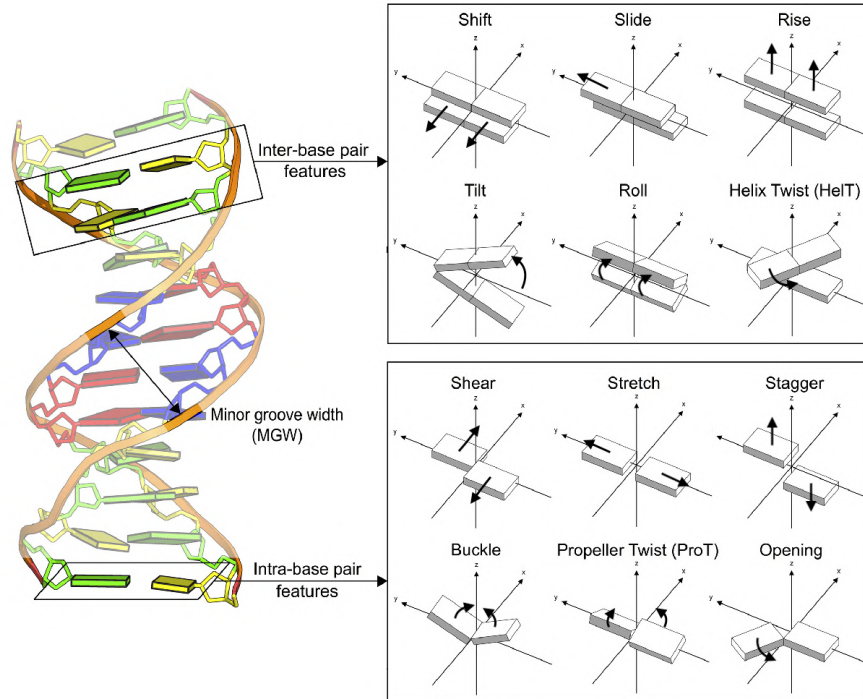 Shift
Slide
Rise
z
x
y
z
x
y
z
x
y
Inter-base pair
features
Tilt
Roll
Helix Twist (HelT)
z
x
y
z
x
y
z
x
y
Minor groove width
(MGW)
Shear
Stretch
Stagger
z
x
y
z
x
y
z
x
y
Intra-base pair
features
Buckle
Propeller Twist (ProT)
Opening
z
x
y
z
x
y
z
x
y